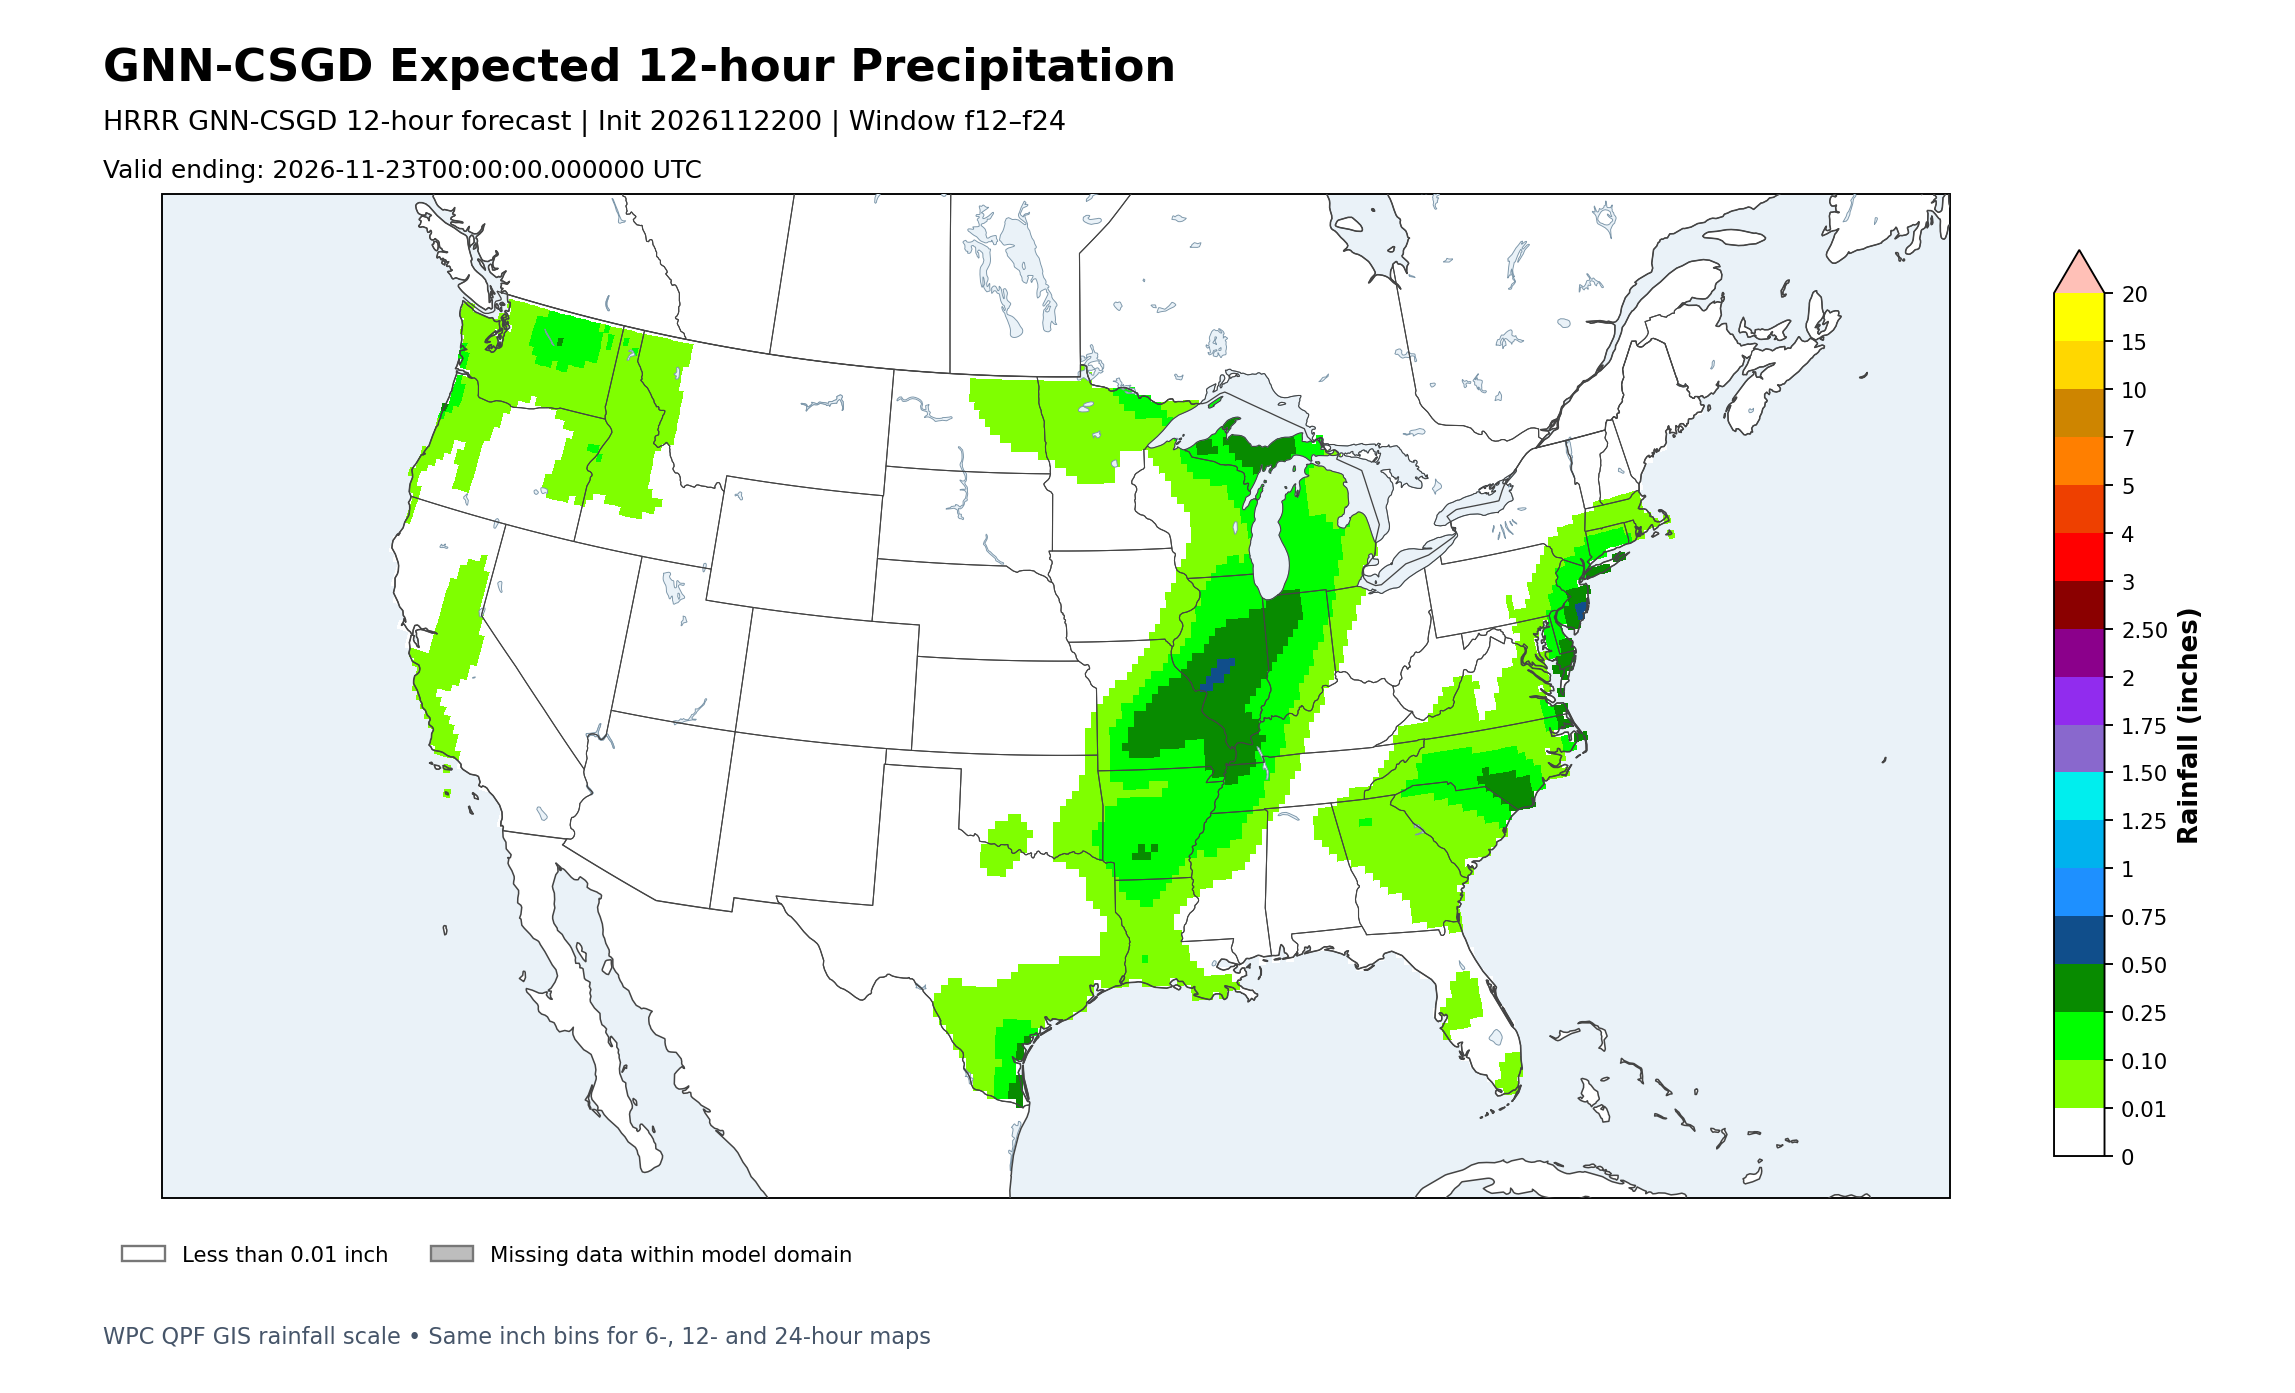 GNN-CSGD Expected 12-hour Precipitation
HRRR GNN-CSGD 12-hour forecast | Init 2026112200 | Window f12–f24
Valid ending: 2026-11-23T00:00:00.000000 UTC
20
15
10
7
5
4
3
2.50
2
1.75
1.50
1.25
1
0.75
0.50
0.25
0.10
0.01
0
Rainfall (inches)
Less than 0.01 inch
Missing data within model domain
WPC QPF GIS rainfall scale • Same inch bins for 6-, 12- and 24-hour maps